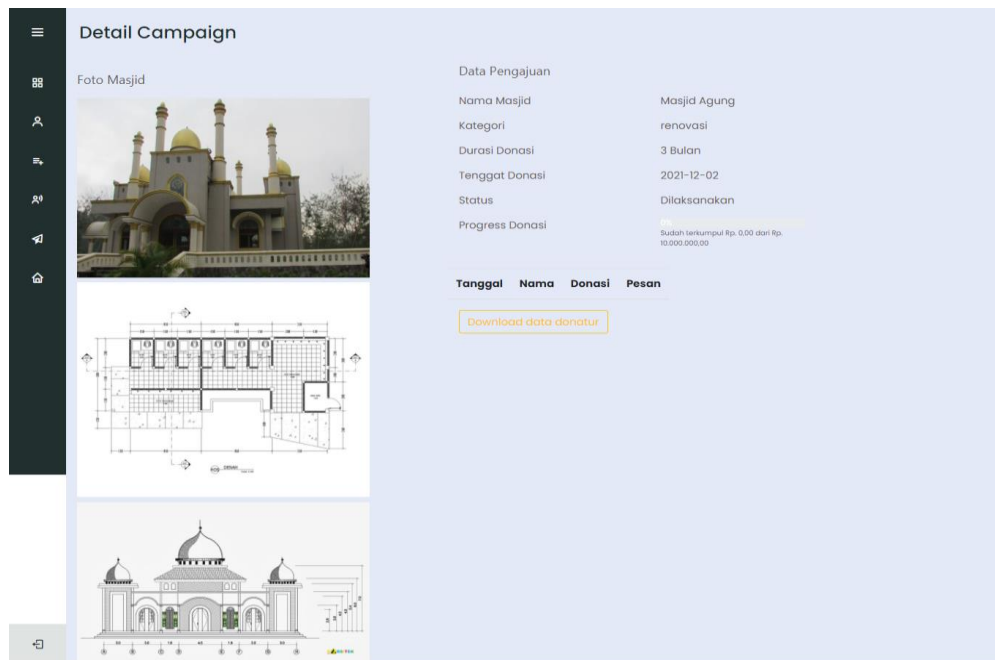 Detail Campaign
Foto Masjid
Data Pengajuan
Nama Masjid Masjid Agung
Kategori renovasi
Durasi Donasi 3 Bulan
Tenggat Donasi 2021-12-02
Status Dilaksanakan
Progress Donasi 0%
Sudah terkumpul Rp. 0,00 dari Rp.
10.000.000,00
Tanggal Nama Donasi Pesan
Download data donatur
DENAH